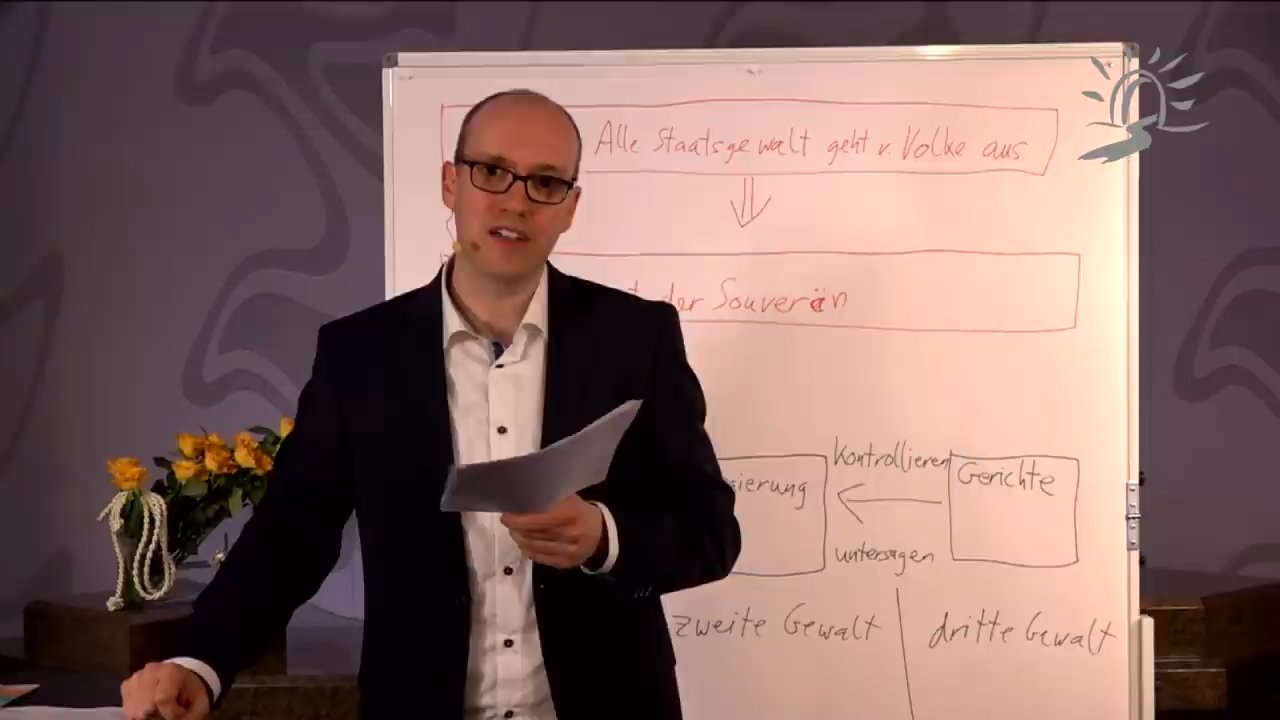 Alle Staatsgewalt geht v. Volke aus
der Souverän
Kontrollieren
Gerichte
untersagen
zweite Gewalt
dritte Gewalt